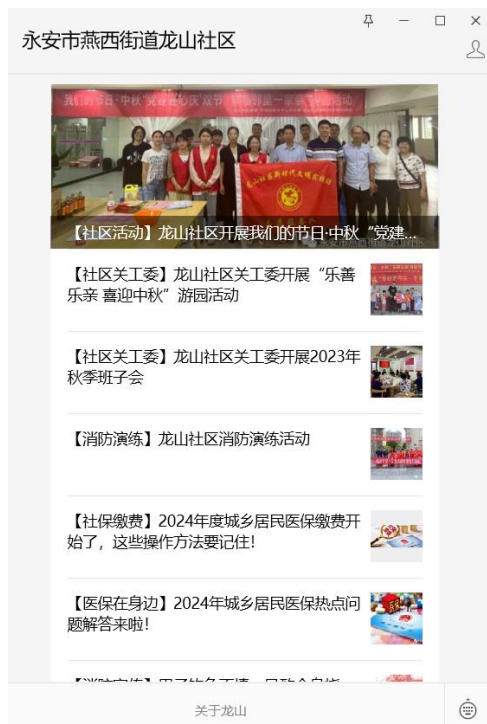 永安市燕西街道龙山社区
我们的节日·中秋
【社区活动】龙山社区开展我们的节日·中秋“党建...
【社区关工委】龙山社区关工委开展“乐善
乐亲 喜迎中秋”游园活动
【社区关工委】龙山社区关工委开展2023年
秋季班子会
【消防演练】龙山社区消防演练活动
【社保缴费】2024年度城乡居民医保缴费开
始了，这些操作方法要记住！
【医保在身边】2024年城乡居民医保热点问
题解答来啦！
关于龙山